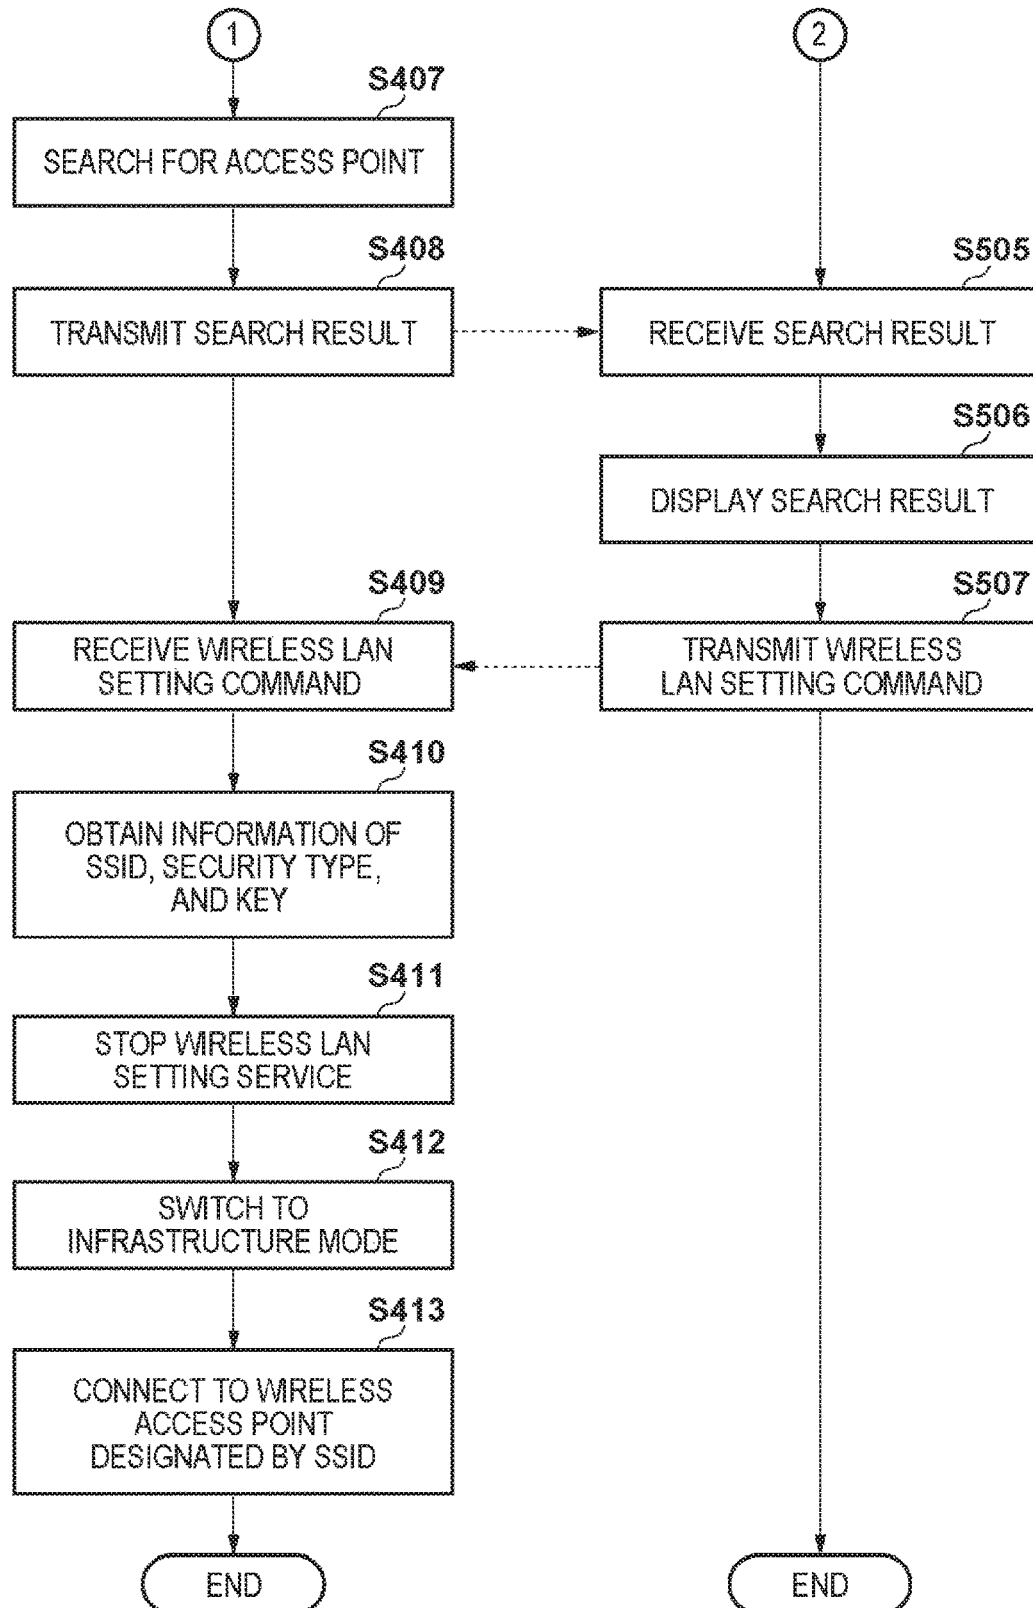 1
2
S407
SEARCH FOR ACCESS POINT
S408
TRANSMIT SEARCH RESULT
S505
RECEIVE SEARCH RESULT
S506
DISPLAY SEARCH RESULT
S409
RECEIVE WIRELESS LAN
SETTING COMMAND
S507
TRANSMIT WIRELESS
LAN SETTING COMMAND
S410
OBTAIN INFORMATION OF
SSID, SECURITY TYPE,
AND KEY
S411
STOP WIRELESS LAN
SETTING SERVICE
S412
SWITCH TO
INFRASTRUCTURE MODE
S413
CONNECT TO WIRELESS
ACCESS POINT
DESIGNATED BY SSID
END
END